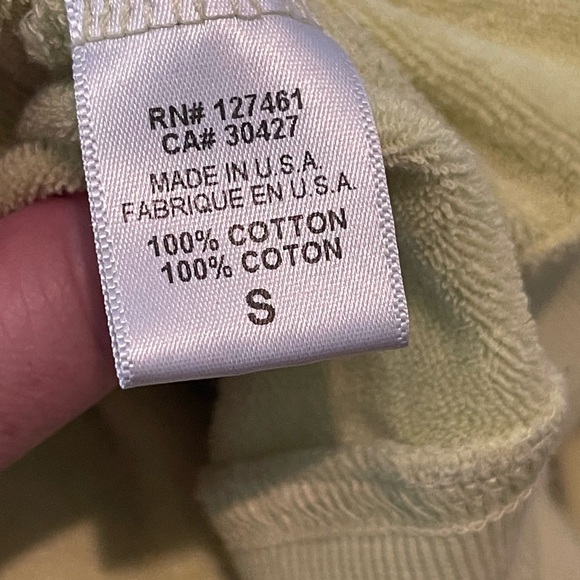 RN# 127461
CA# 30427
MADE IN U.S.A.
FABRIQUE EN U.S.A.
100% COTTON
100% COTON
S